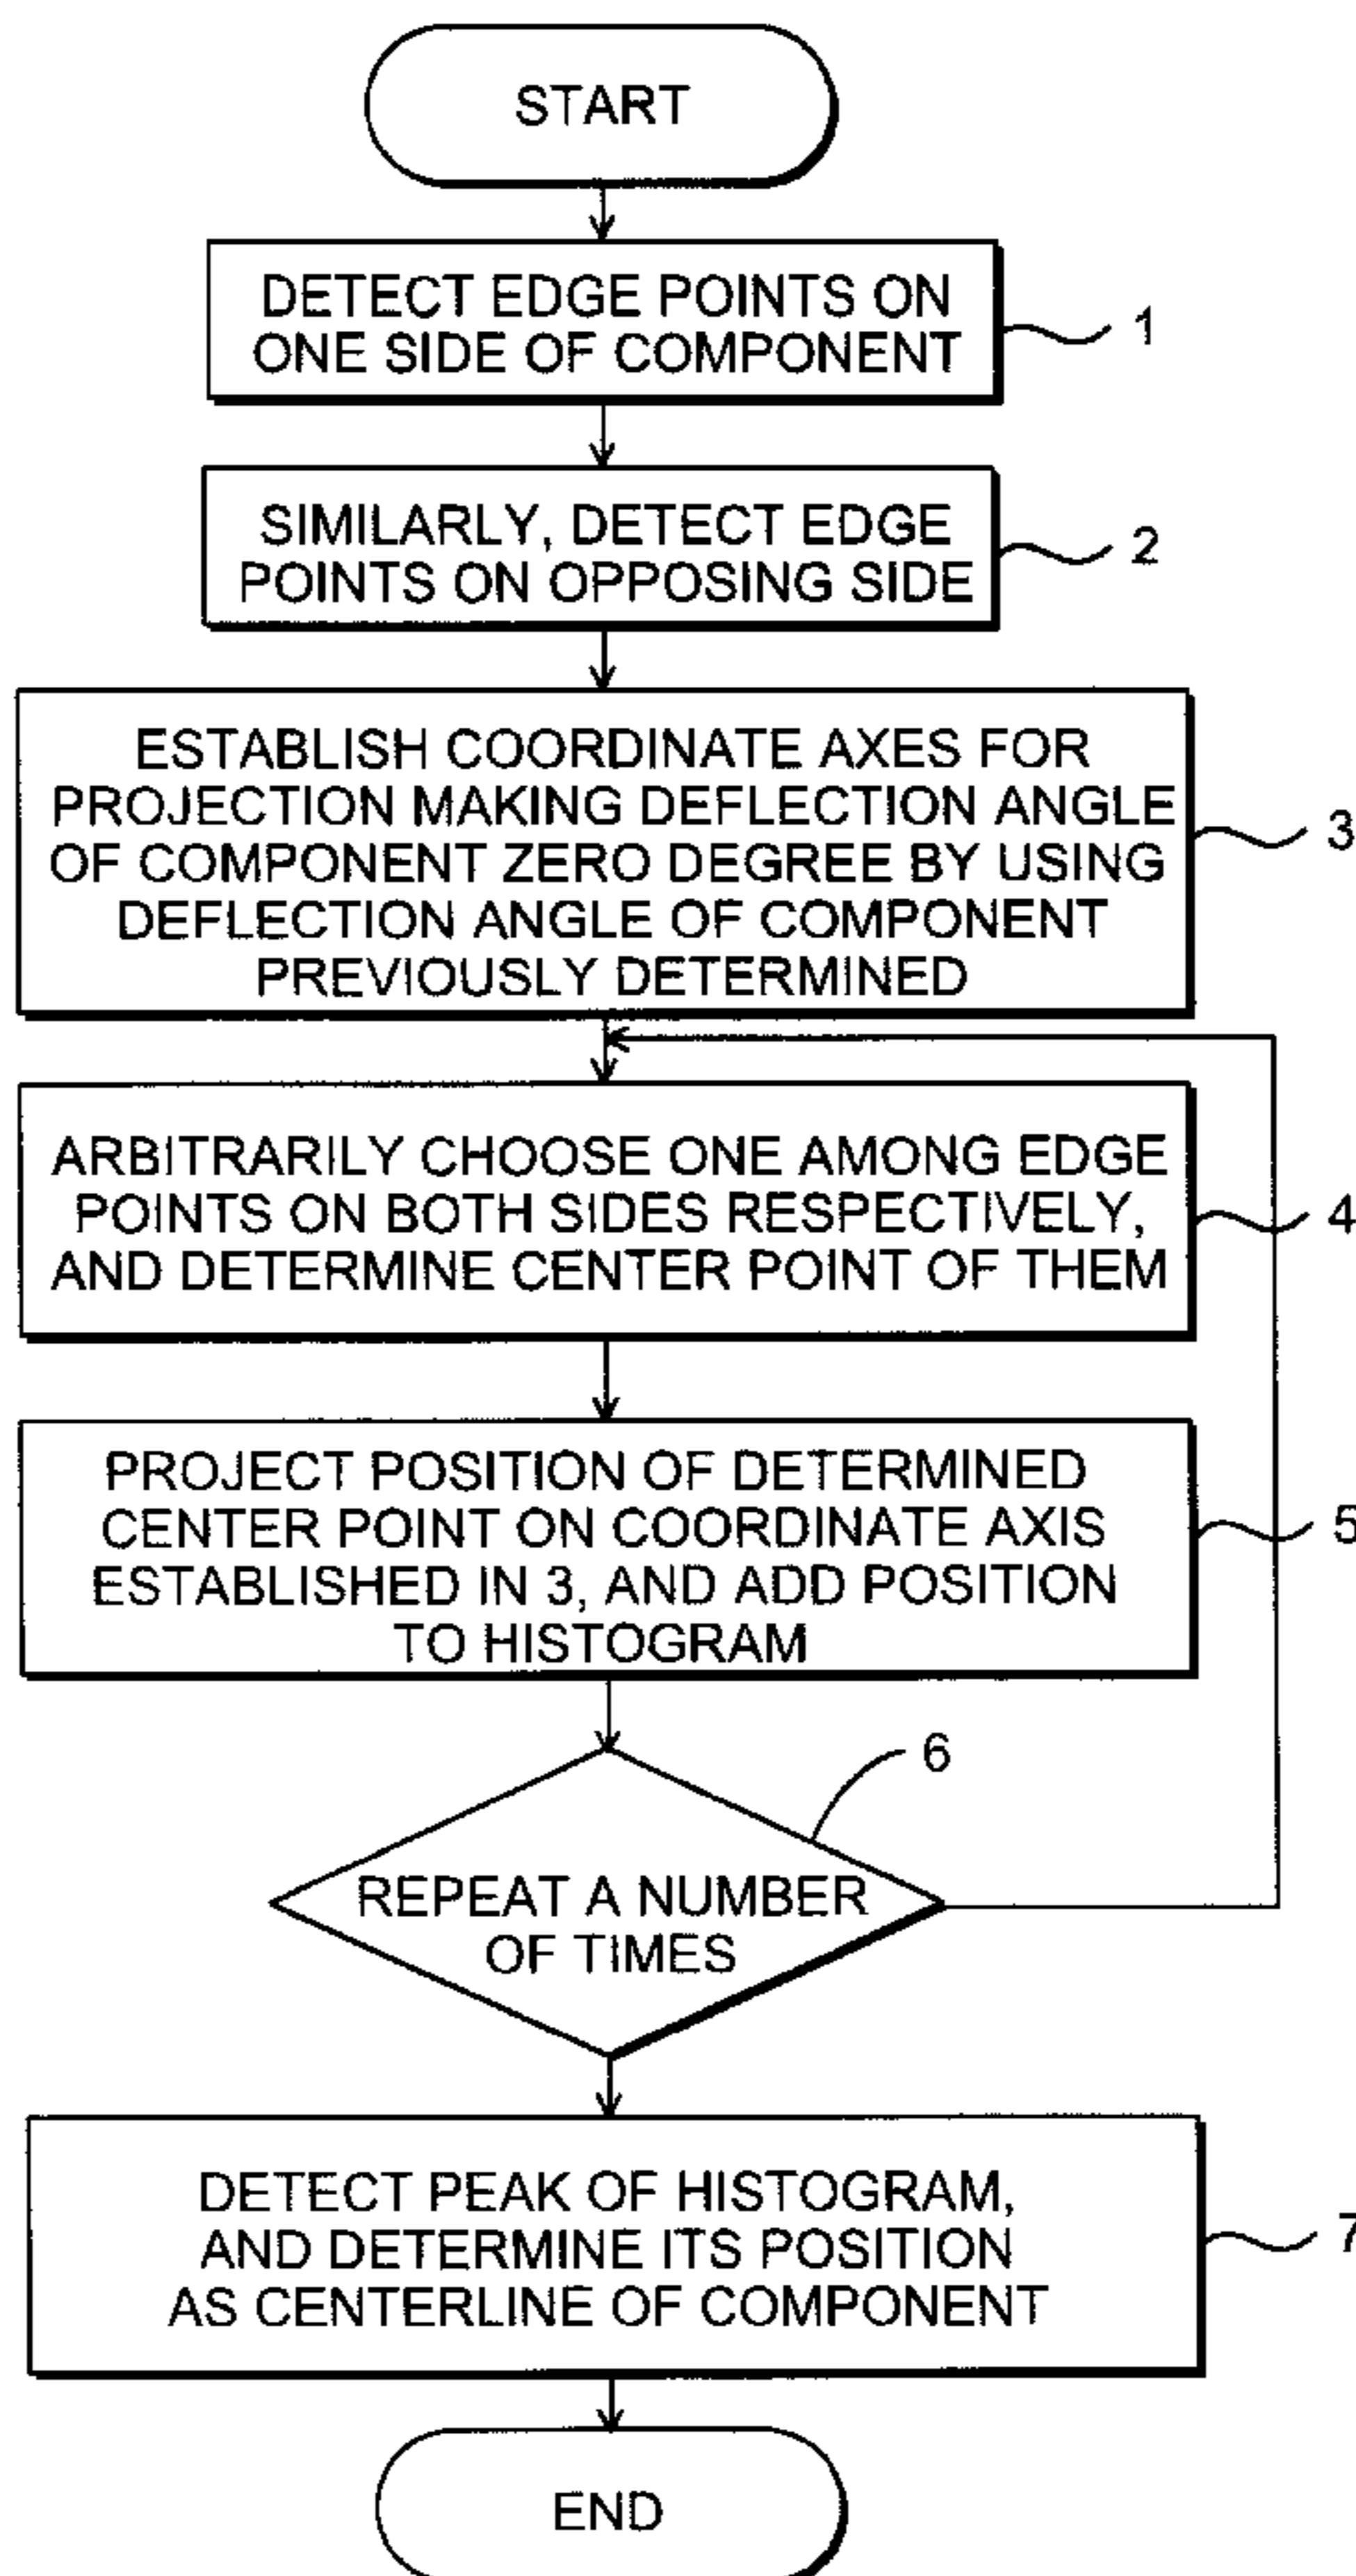 START
DETECT EDGE POINTS ON
ONE SIDE OF COMPONENT
1
SIMILARLY, DETECT EDGE
POINTS ON OPPOSING SIDE
2
ESTABLISH COORDINATE AXES FOR
PROJECTION MAKING DEFLECTION ANGLE
OF COMPONENT ZERO DEGREE BY USING
DEFLECTION ANGLE OF COMPONENT
PREVIOUSLY DETERMINED
3
ARBITRARILY CHOOSE ONE AMONG EDGE
POINTS ON BOTH SIDES RESPECTIVELY,
AND DETERMINE CENTER POINT OF THEM
4
PROJECT POSITION OF DETERMINED
CENTER POINT ON COORDINATE AXIS
ESTABLISHED IN 3, AND ADD POSITION
TO HISTOGRAM
5
6
REPEAT A NUMBER
OF TIMES
DETECT PEAK OF HISTOGRAM,
AND DETERMINE ITS POSITION
AS CENTERLINE OF COMPONENT
7
END